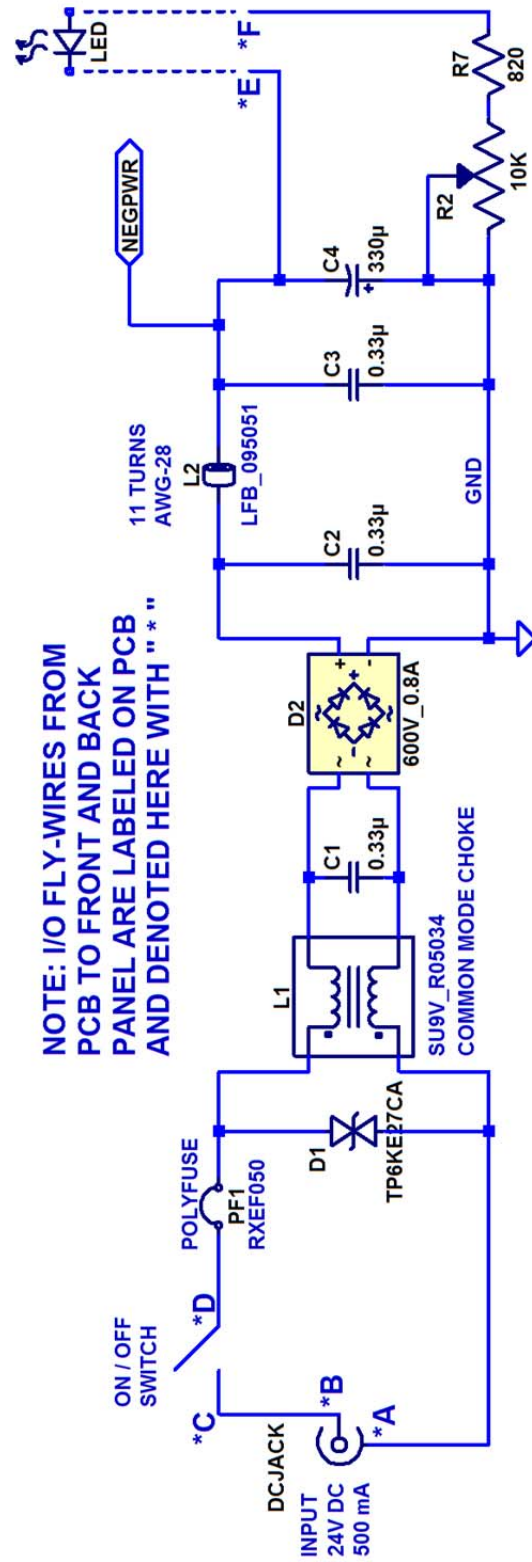 NOTE: I/O FLY-WIRES FROM
PCB TO FRONT AND BACK
PANEL ARE LABELED ON PCB
AND DENOTED HERE WITH " * "
ON / OFF
SWITCH
*C
*D
DCJACK
*B
*A
INPUT
24V DC
500 mA
POLYFUSE
PF1
RXEF050
D1
TP6KE27CA
L1
SU9V_R05034
COMMON MODE CHOKE
C1
0.33µ
D2
~
~
+
-
~
-
+
~
600V_0.8A
11 TURNS
AWG-28
L2
LFB_095051
C2
0.33µ
C3
0.33µ
GND
NEGPWR
C4
+
330µ
*E
*F
LED
R2
10K
R7
820